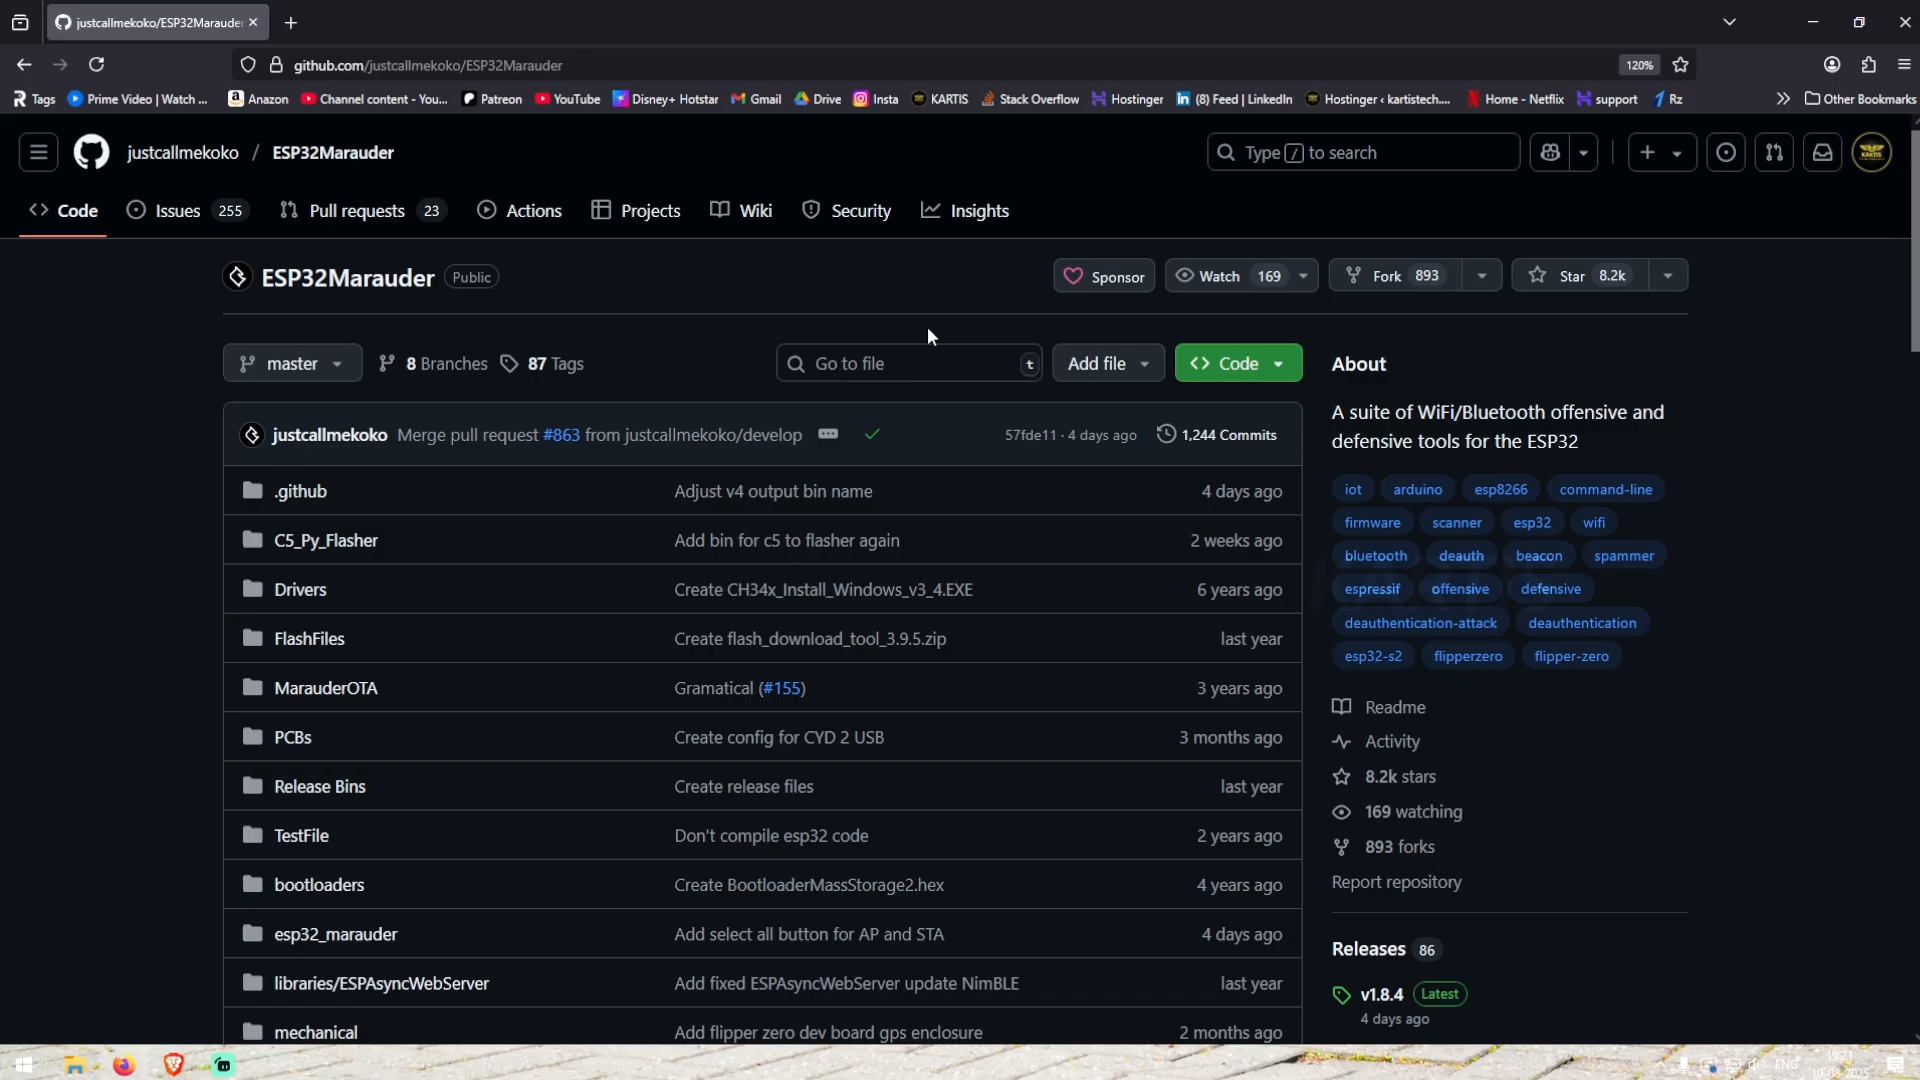 justcallmekoko/ESP32Marauder
github.com/justcallmekoko/ESP32Marauder
120%
Tags
Prime Video | Watch ...
Amazon
Channel content - You...
Patreon
YouTube
Disney+ Hotstar
Gmail
Drive
Insta
KARTIS
Stack Overflow
Hostinger
(8) Feed | LinkedIn
Hostinger ‹ kartistech....
Home - Netflix
support
Rz
Other Bookmarks
justcallmekoko / ESP32Marauder
Type / to search
Code
Issues 255
Pull requests 23
Actions
Projects
Wiki
Security
Insights
ESP32Marauder Public
Sponsor
Watch 169
Fork 893
Star 8.2k
master
8 Branches
87 Tags
Go to file t
Add file
Code
justcallmekoko Merge pull request #863 from justcallmekoko/develop
57fde11 · 4 days ago
1,244 Commits
.github Adjust v4 output bin name 4 days ago
C5_Py_Flasher Add bin for c5 to flasher again 2 weeks ago
Drivers Create CH34x_Install_Windows_v3_4.EXE 6 years ago
FlashFiles Create flash_download_tool_3.9.5.zip last year
MarauderOTA Gramatical (#155) 3 years ago
PCBs Create config for CYD 2 USB 3 months ago
Release Bins Create release files last year
TestFile Don't compile esp32 code 2 years ago
bootloaders Create BootloaderMassStorage2.hex 4 years ago
esp32_marauder Add select all button for AP and STA 4 days ago
libraries/ESPAsyncWebServer Add fixed ESPAsyncWebServer update NimBLE last year
mechanical Add flipper zero dev board gps enclosure 2 months ago
About
A suite of WiFi/Bluetooth offensive and
defensive tools for the ESP32
iot arduino esp8266 command-line
firmware scanner esp32 wifi
bluetooth deauth beacon spammer
espressif offensive defensive
deauthentication-attack deauthentication
esp32-s2 flipperzero flipper-zero
Readme
Activity
8.2k stars
169 watching
893 forks
Report repository
Releases 86
v1.8.4 Latest
4 days ago
ENG
19:21
10-08-2025